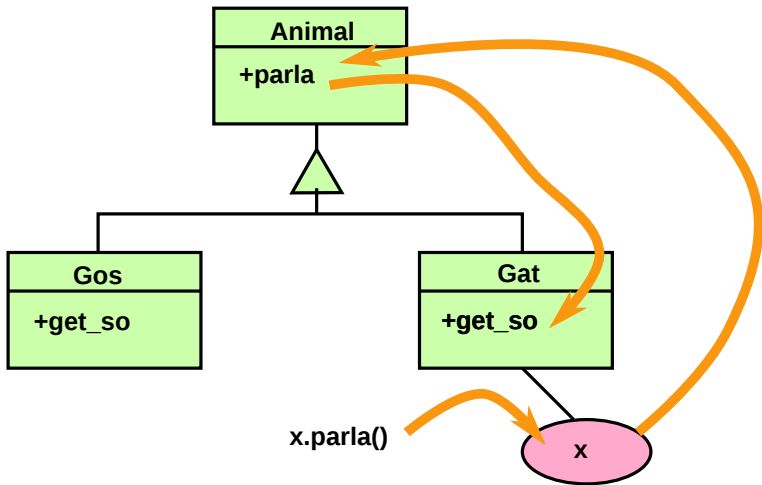 Animal
+parla
Gos
+get_so
Gat
+get_so
x.parla()
x